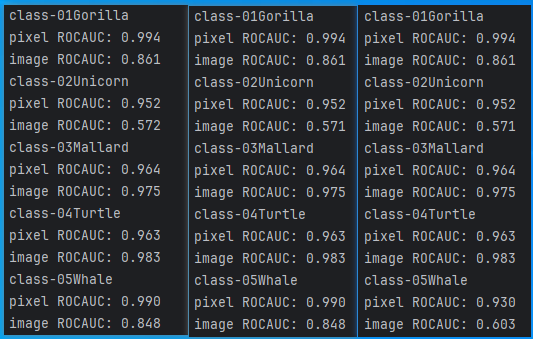 class-01Gorilla
pixel ROCAUC: 0.994
image ROCAUC: 0.861
class-02Unicorn
pixel ROCAUC: 0.952
image ROCAUC: 0.572
class-03Mallard
pixel ROCAUC: 0.964
image ROCAUC: 0.975
class-04Turtle
pixel ROCAUC: 0.963
image ROCAUC: 0.983
class-05Whale
pixel ROCAUC: 0.990
image ROCAUC: 0.848
class-01Gorilla
pixel ROCAUC: 0.994
image ROCAUC: 0.861
class-02Unicorn
pixel ROCAUC: 0.952
image ROCAUC: 0.571
class-03Mallard
pixel ROCAUC: 0.964
image ROCAUC: 0.975
class-04Turtle
pixel ROCAUC: 0.963
image ROCAUC: 0.983
class-05Whale
pixel ROCAUC: 0.990
image ROCAUC: 0.848
class-01Gorilla
pixel ROCAUC: 0.994
image ROCAUC: 0.861
class-02Unicorn
pixel ROCAUC: 0.952
image ROCAUC: 0.571
class-03Mallard
pixel ROCAUC: 0.964
image ROCAUC: 0.975
class-04Turtle
pixel ROCAUC: 0.963
image ROCAUC: 0.983
class-05Whale
pixel ROCAUC: 0.930
image ROCAUC: 0.603